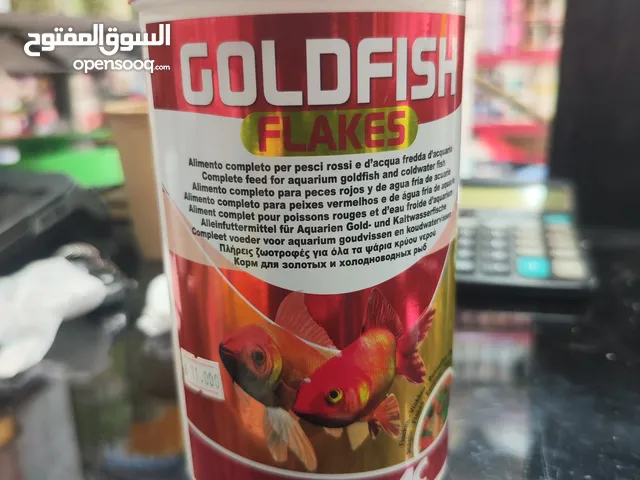 السوق المفتوح
opensooq.com
GOLDFISH
FLAKES
Alimento completo per pesci rossi e d'acqua fredda d'acquario
Complete feed for aquarium goldfish and coldwater fish
Alimento completo para peces rojos y de agua fría de acuario
Alimento completo para peixes vermelhos e de água fria de aquário
Aliment complet pour poissons rouges et d'eau froide d'aquarium
Alleinfuttermittel für Aquarien Gold- und Kaltwasserfische
Compleet voeder voor aquarium goudvissen en koudwatervissen
Πλήρεις ζωοτροφές για όλα τα ψάρια κρύου νερού
Корм для золотых и холодноводных рыб
11.000